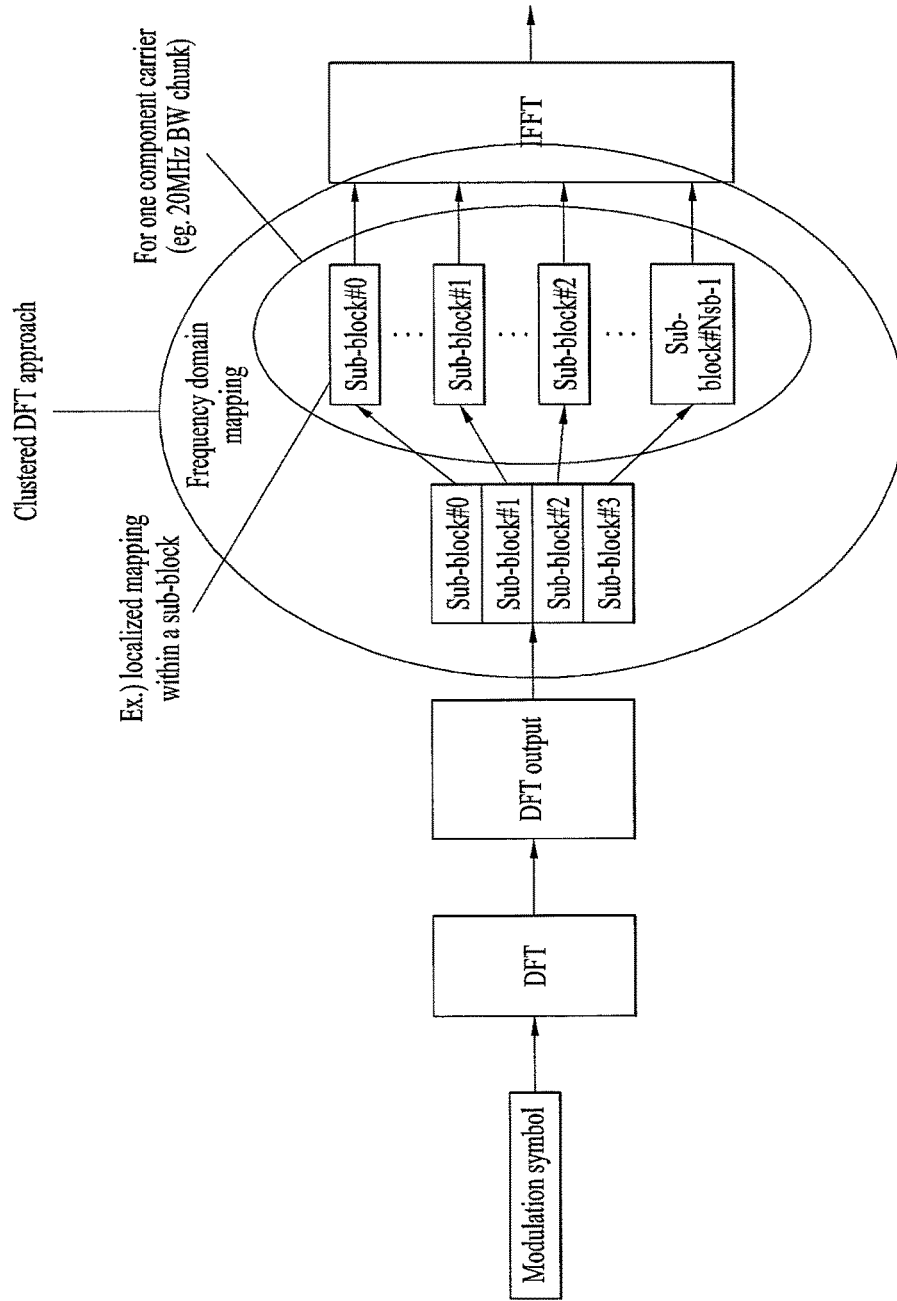 Clustered DFT approach
Ex.) localized mapping
within a sub-block
Frequency domain
mapping
For one component carrier
(eg. 20MHz BW chunk)
Modulation symbol
DFT
DFT output
Sub-block#0
Sub-block#1
Sub-block#2
Sub-block#3
Sub-block#0
...
Sub-block#1
...
Sub-block#2
...
Sub-
block#Nsb-1
IFFT